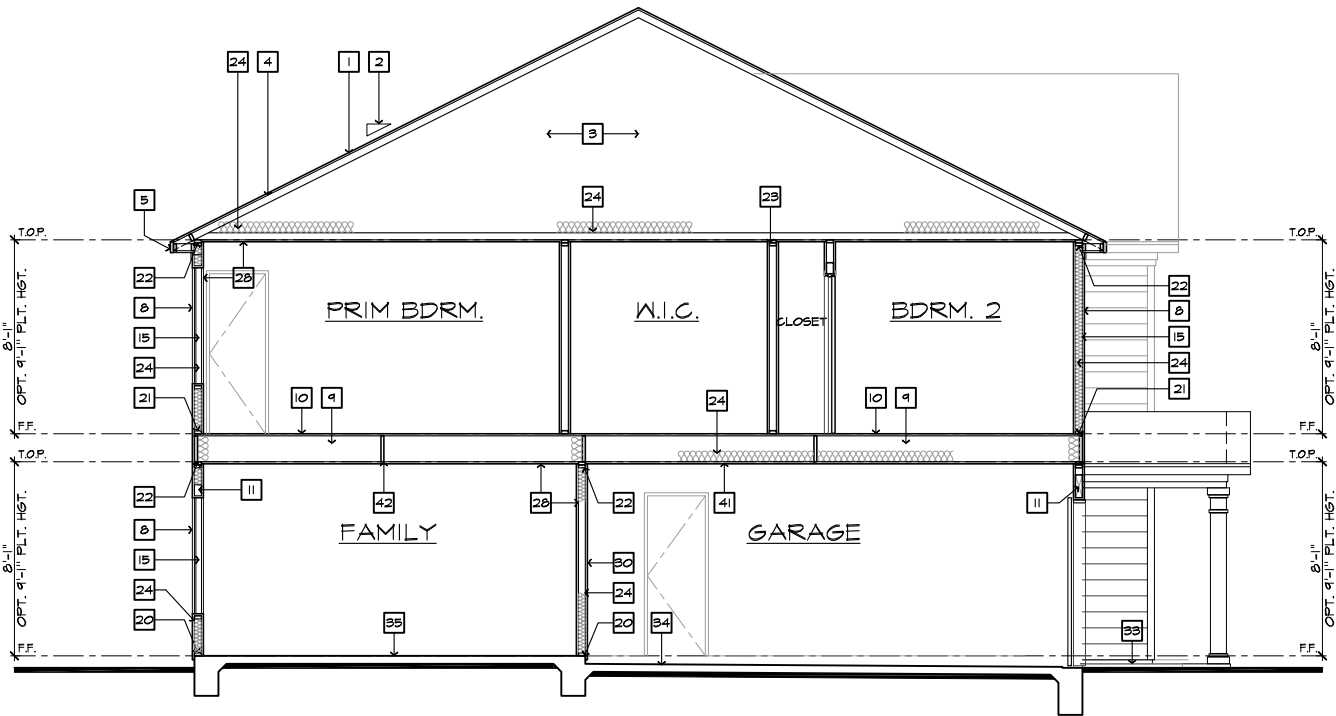 24 4 1 2
3
5 24 23
T.O.P. T.O.P.
22 28 22
8 PRIM BDRM. W.I.C. CLOSET BDRM. 2 8
15 15
24 24
21 10 9 24 10 9 21
8'-1" OPT. 9'-1" PLT. HGT. 8'-1" OPT. 9'-1" PLT. HGT.
F.F. F.F.
T.O.P. T.O.P.
22 11 42 28 22 41 11
8 FAMILY GARAGE
15 30
24 24
20 35 20 34 33
8'-1" OPT. 9'-1" PLT. HGT. 8'-1" OPT. 9'-1" PLT. HGT.
F.F. F.F.